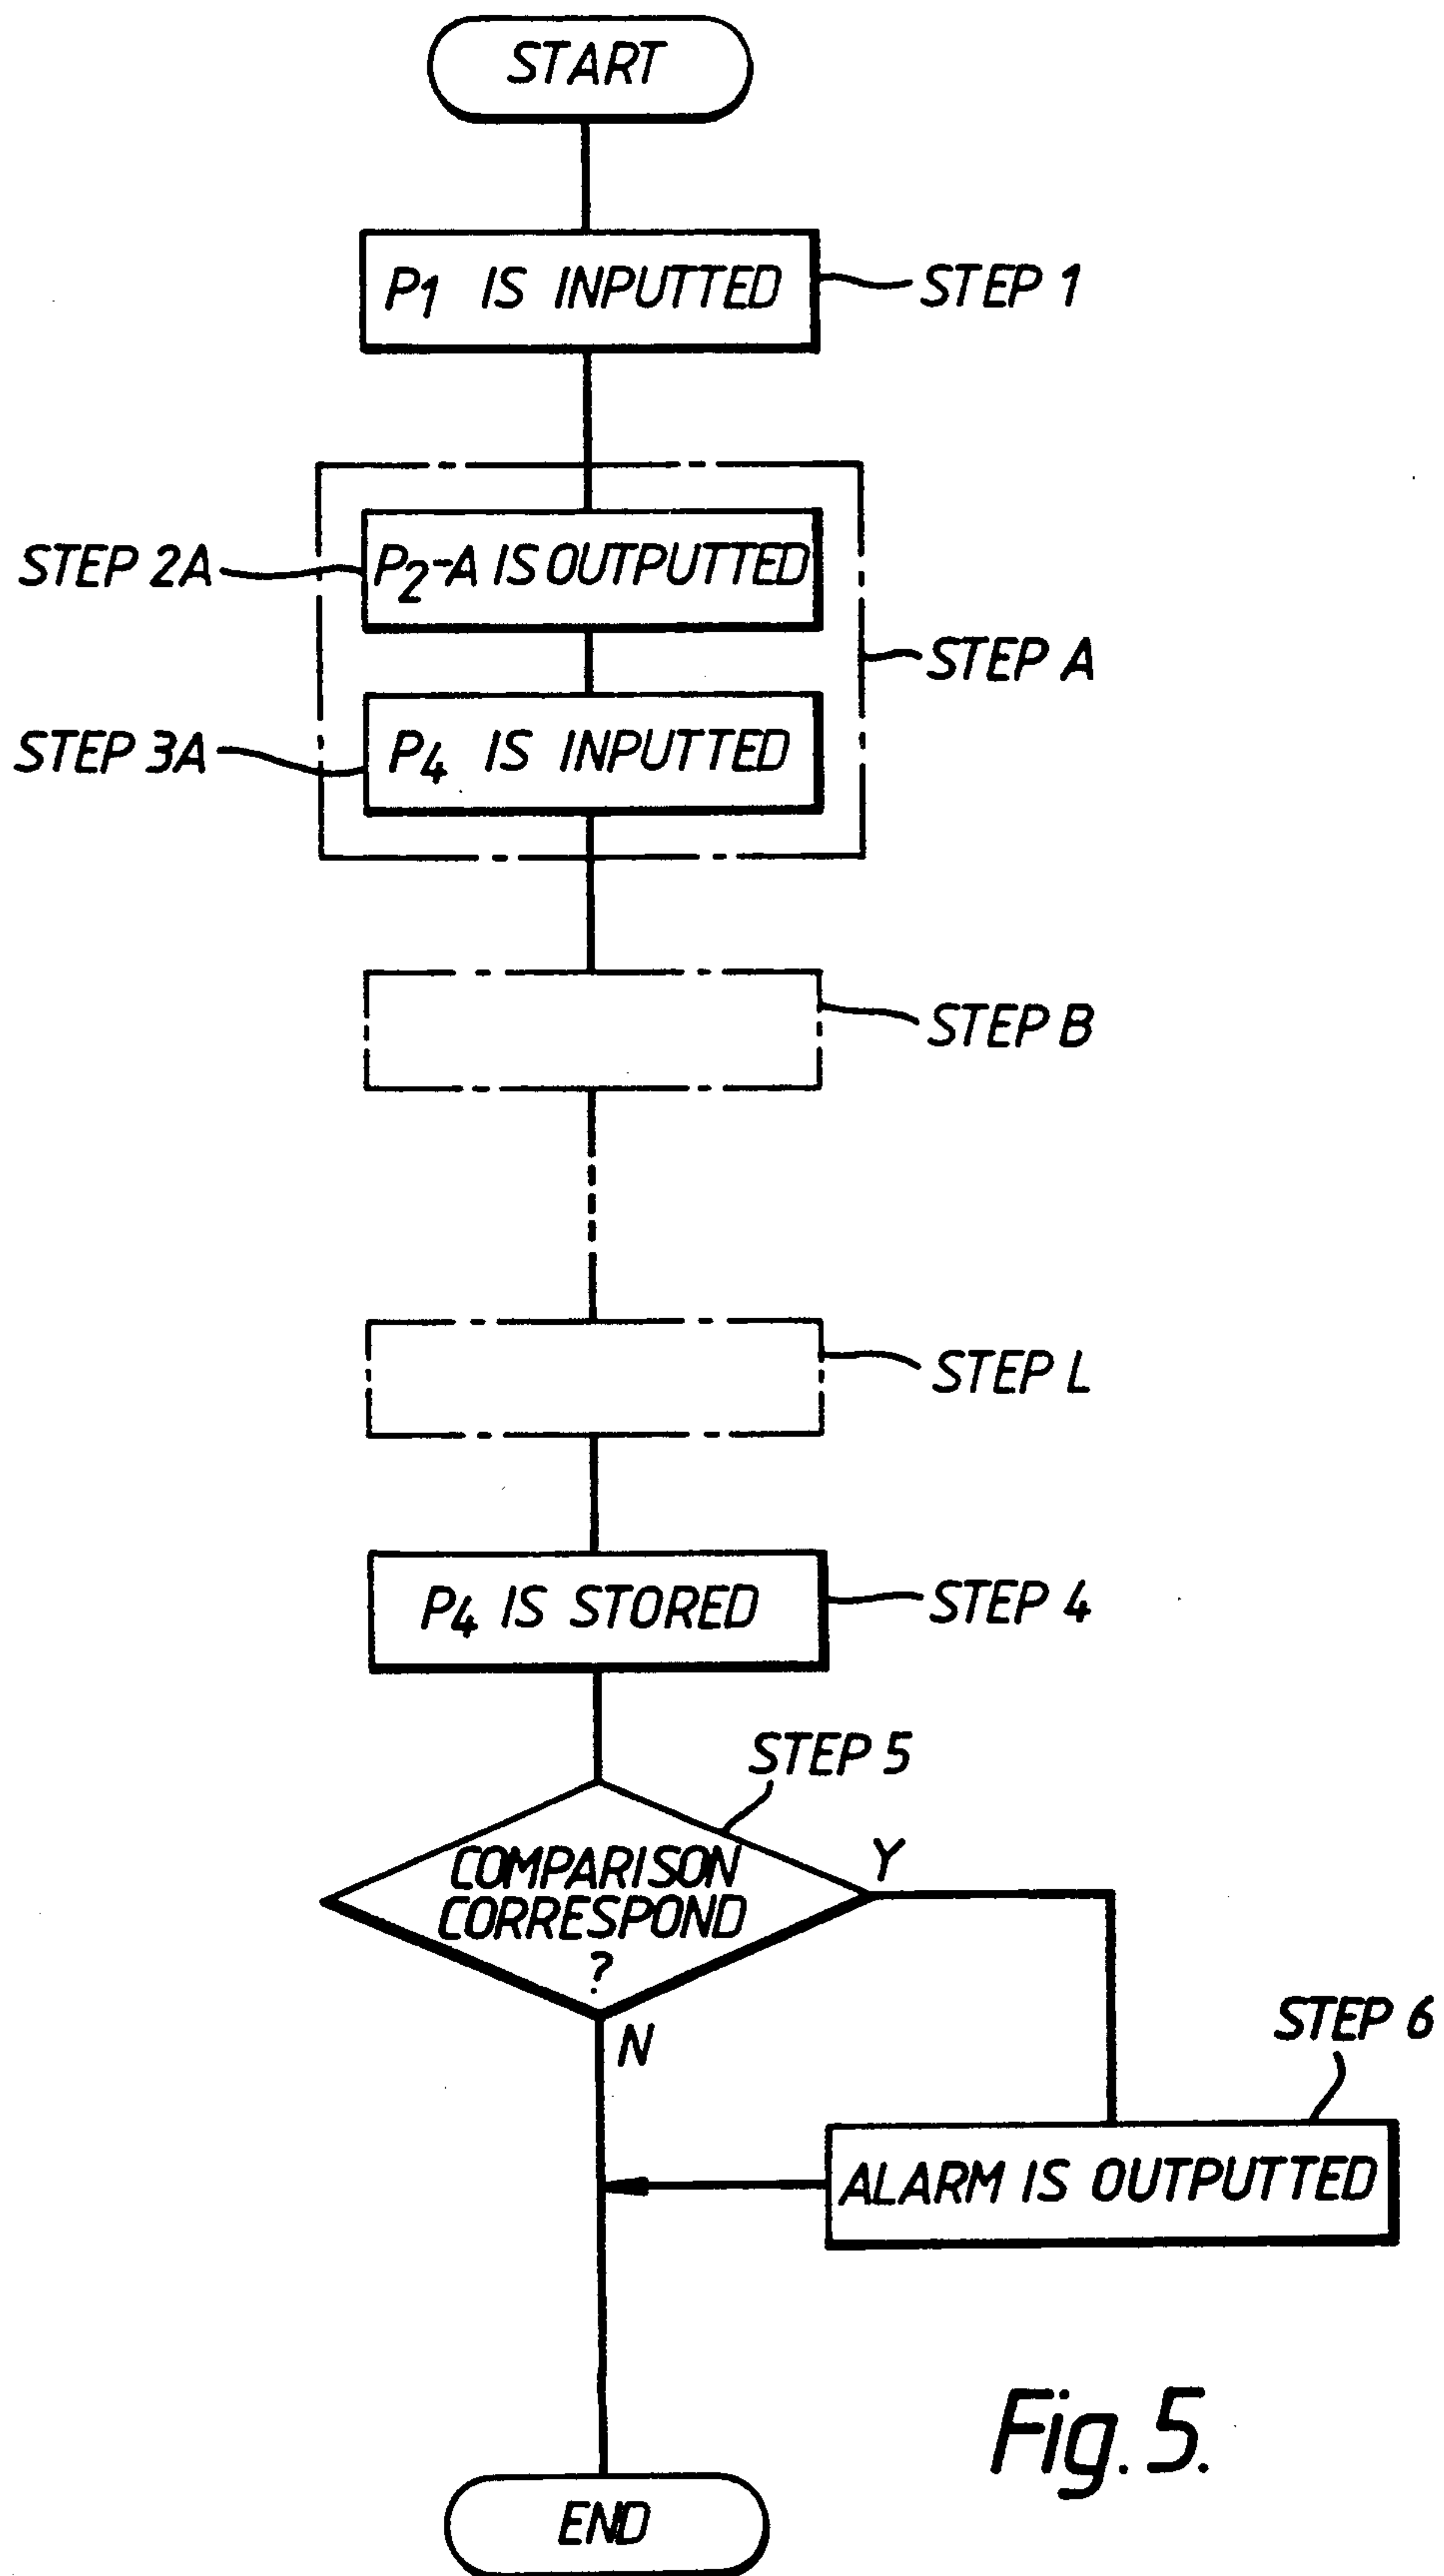 START
P1 IS INPUTTED
STEP 1
STEP 2A
P2-A IS OUTPUTTED
STEP A
STEP 3A
P4 IS INPUTTED
STEP B
STEP L
P4 IS STORED
STEP 4
STEP 5
COMPARISON
CORRESPOND
?
Y
N
STEP 6
ALARM IS OUTPUTTED
Fig. 5.
END